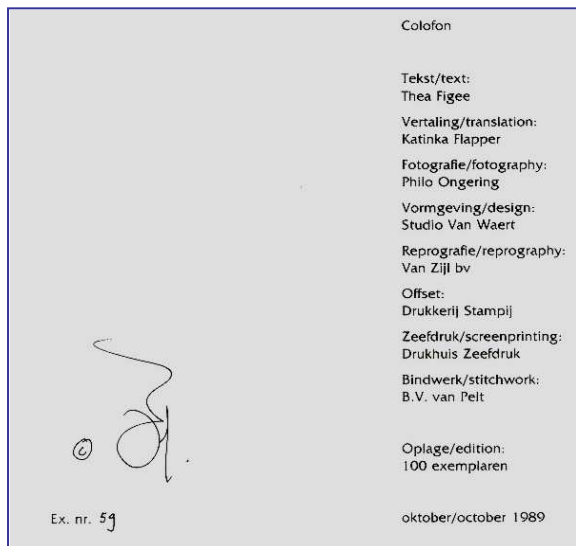 Colofon
Tekst/text:
Thea Figee
Vertaling/translation:
Katinka Flapper
Fotografie/fotography:
Philo Ongering
Vormgeving/design:
Studio Van Waert
Reprografie/reprography:
Van Zijl bv
Offset:
Drukkerij Stampij
Zeefdruk/screenprinting:
Drukhuis Zeefdruk
Bindwerk/stitchwork:
B.V. van Pelt
Oplage/edition:
100 exemplaren
oktober/october 1989
©
Ex. nr. 59